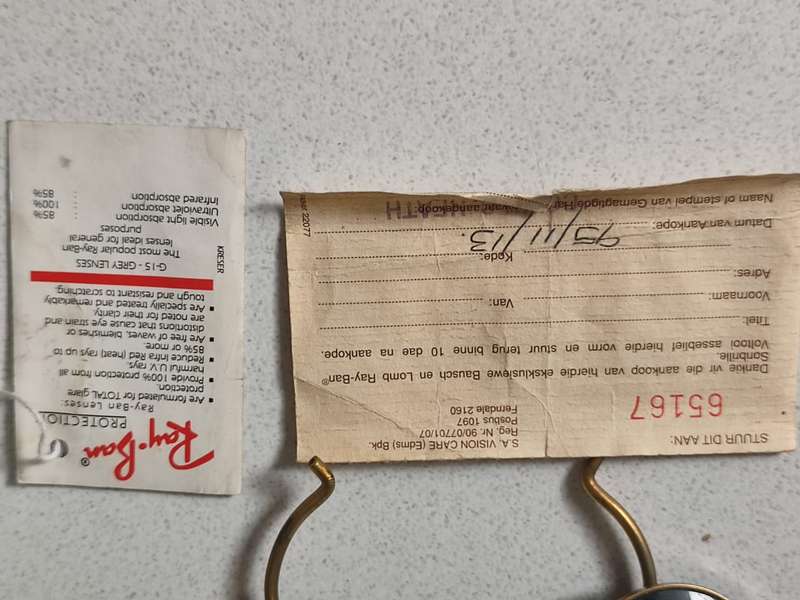 Ray-Ban®
PROTECTION
Ray-Ban Lenses:
Are formulated for TOTAL glare
protection.
Provide 100% protection from all
harmful U.V. rays.
Reduce Infra Red (heat) rays up to
85% or more.
Are free of waves, blemishes or
distortions that cause eye strain and
are noted for their clarity.
Are specially treated and remarkably
tough and resistant to scratching.
G-15 - GREY LENSES
The most popular Ray-Ban
lenses ideal for general
purposes
Visible light absorption 85%
Ultraviolet absorption 100%
Infrared absorption 85%
KREISER
STUUR DIT AAN:
65167
S.A. VISION CARE (Edms) Bpk.
Reg. Nr. 90/07701/07
Posbus 1097
Ferndale 2160
Dankie vir die aankoop van hierdie eksklusiewe Bausch en Lomb Ray-Ban®
Sonbrille.
Voltooi asseblief hierdie vorm en stuur terug binne 10 dae na aankope.
Titel:
Voornaam: Van:
Adres:
Kode:
Datum van Aankope: 95/11/13
Naam of stempel van Gemagtigde
waar aangekoop:
22077